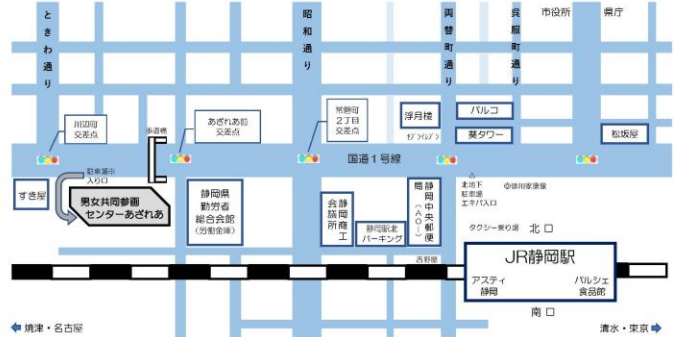 ときわ通り
昭和通り
両替町通り
呉服町通り
市役所
県庁
川辺町
交差点
歩道橋
あざれあ前
交差点
常磐町
２丁目
交差点
浮月楼
セブンイレブン
パルコ
葵タワー
松坂屋
国道１号線
駐車場※
入り口
すき屋
男女共同参画
センターあざれあ
静岡県
勤労者
総合会館
(労働金庫)
静岡商工
会議所
静岡駅北
パーキング
静岡中央郵便
局（ＡＯＩ）
△
北地下
駐車場
エキパ入口
◎徳川家康像
タクシー乗り場
北 口
吉野屋
JR静岡駅
アスティ
静岡
パルシェ
食品館
南 口
焼津・名古屋
清水・東京